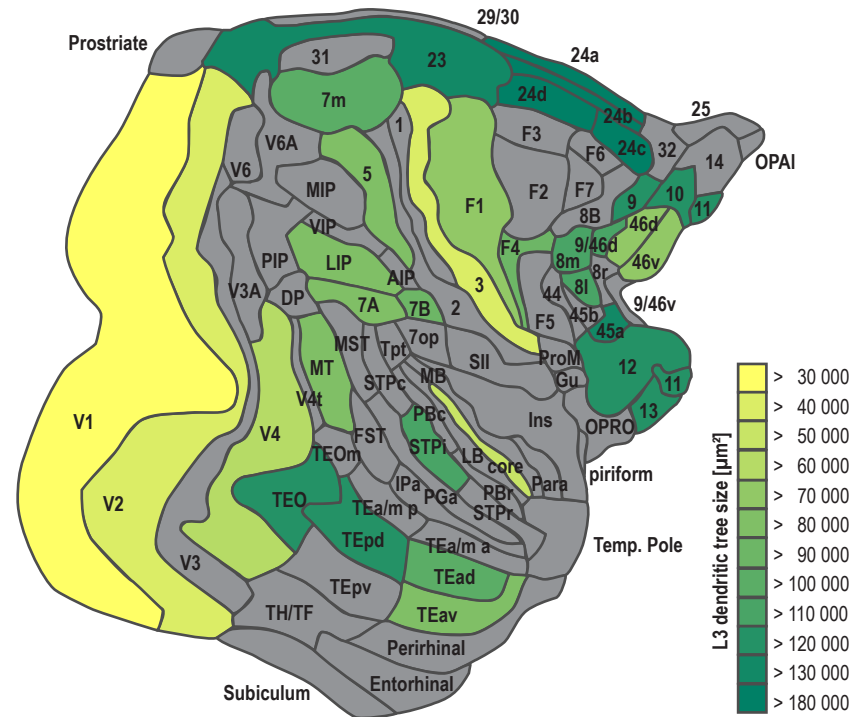 29/30
Prostriate
24a
31
23
7m
24d
24b
25
1
F3
24c
32
14
OPAI
V6
V6A
F6
5
MIP
F2
F7
9
10
11
F1
8B
46d
VIP
F4
9/46d
PIP
LIP
AIP
8m
46v
V3A
DP
3
8r
8l
7A
7B
2
44
9/46v
MST
F5
45b
45a
Tpt
7op
SII
ProM
MT
STPc
MB
Gu
12
11
V1
V4t
PBc
Ins
OPRO
13
V4
FST
STPi
TEOm
LB
core
piriform
IPa
PGa
PBr
Para
TEO
TEa/m p
STPr
V2
TEpd
TEa/m a
Temp. Pole
V3
TEad
TEpv
TH/TF
TEav
Perirhinal
Entorhinal
Subiculum
L3 dendritic tree size [µm²]
> 30 000
> 40 000
> 50 000
> 60 000
> 70 000
> 80 000
> 90 000
> 100 000
> 110 000
> 120 000
> 130 000
> 180 000